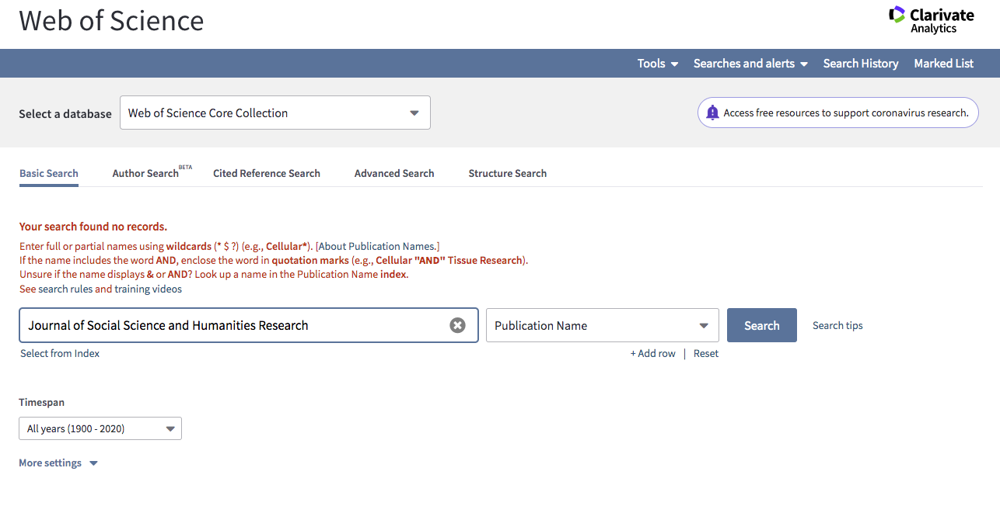 Web of Science
Clarivate
Analytics
Tools Searches and alerts Search History Marked List
Select a database Web of Science Core Collection Access free resources to support coronavirus research.
Basic Search Author Search BETA Cited Reference Search Advanced Search Structure Search
Your search found no records.
Enter full or partial names using wildcards (* $ ?) (e.g., Cellular*). [About Publication Names.]
If the name includes the word AND, enclose the word in quotation marks (e.g., Cellular "AND" Tissue Research).
Unsure if the name displays & or AND? Look up a name in the Publication Name index.
See search rules and training videos
Journal of Social Science and Humanities Research Publication Name Search Search tips
Select from Index + Add row | Reset
Timespan
All years (1900 - 2020)
More settings